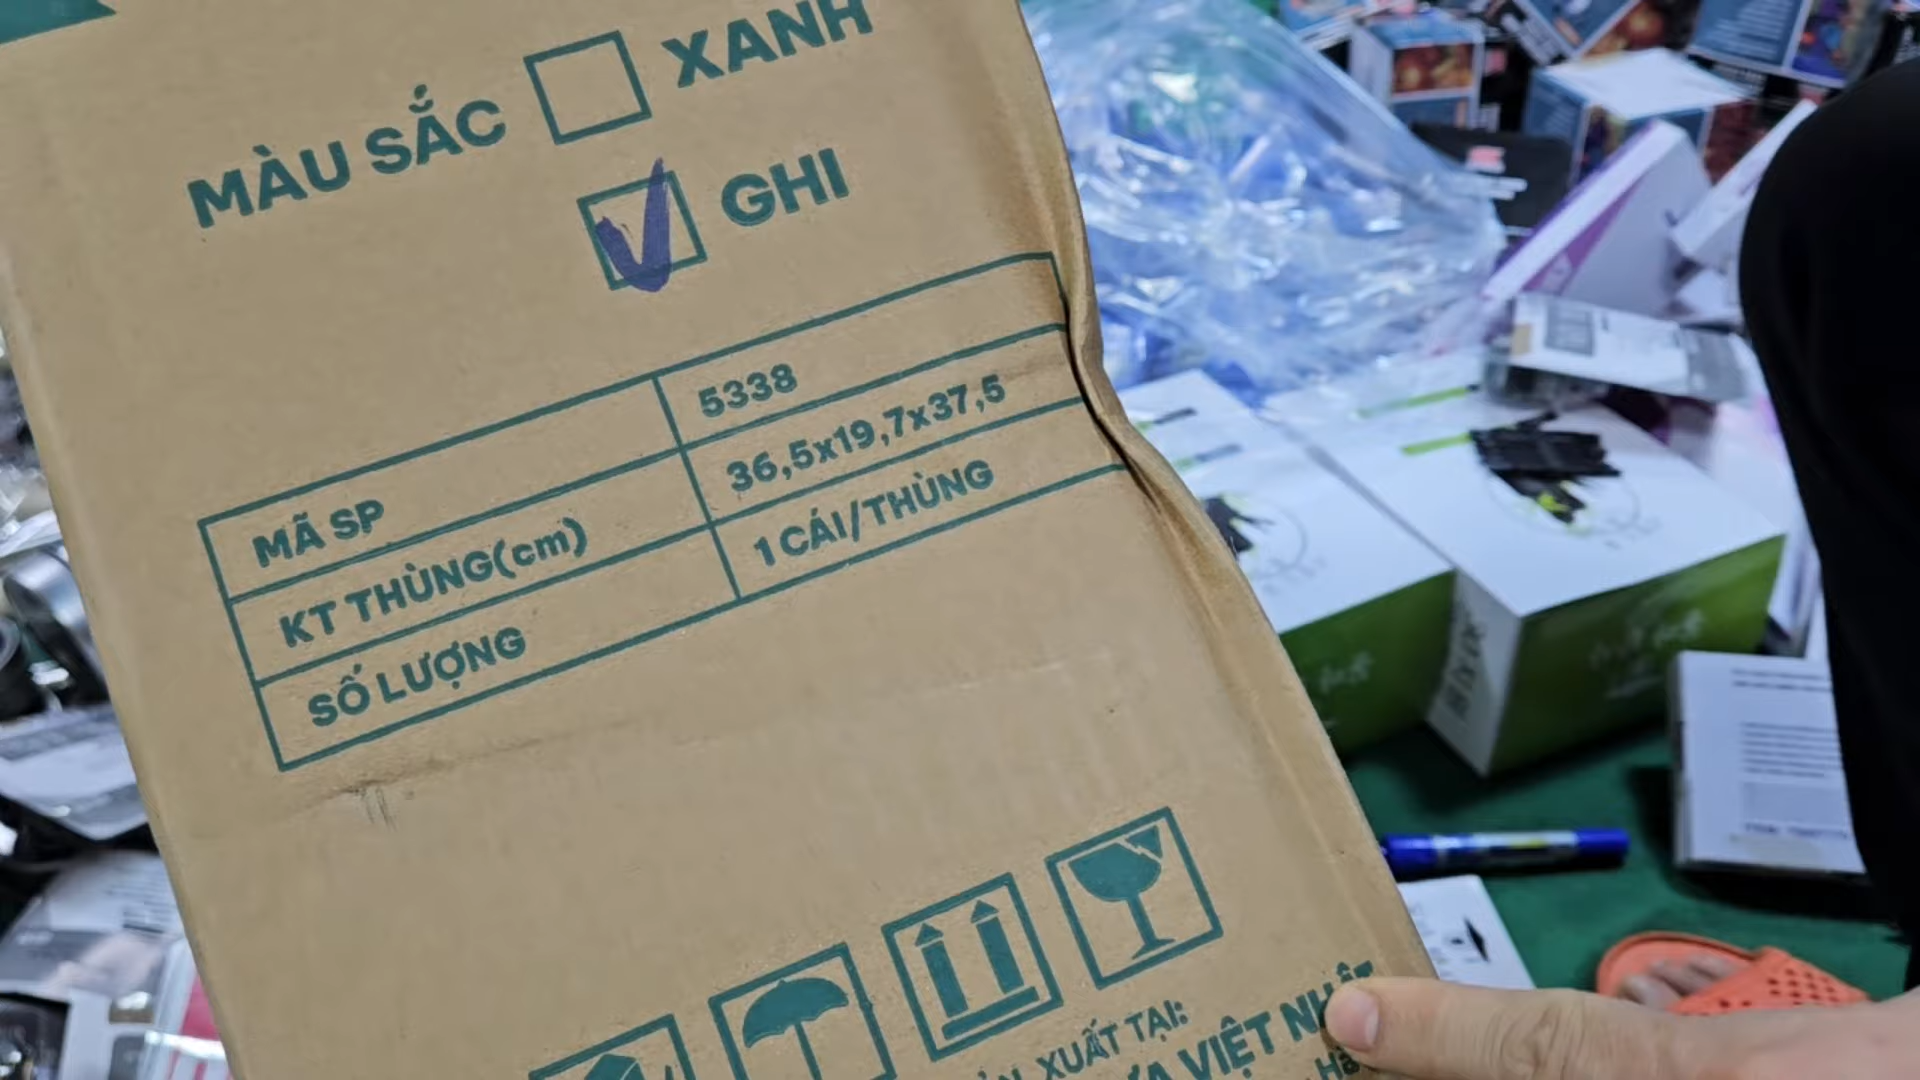 MÀU SẮC
XANH
GHI
MÃ SP 5338
KT THÙNG(cm) 36,5x19,7x37,5
SỐ LƯỢNG 1 CÁI/THÙNG
XUẤT TẠI:
VIỆT NHẬT